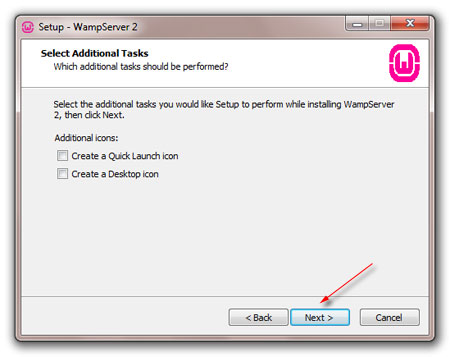 Setup - WampServer 2
Select Additional Tasks
Which additional tasks should be performed?
Select the additional tasks you would like Setup to perform while installing WampServer
2, then click Next.
Additional icons:
Create a Quick Launch icon
Create a Desktop icon
< Back
Next >
Cancel